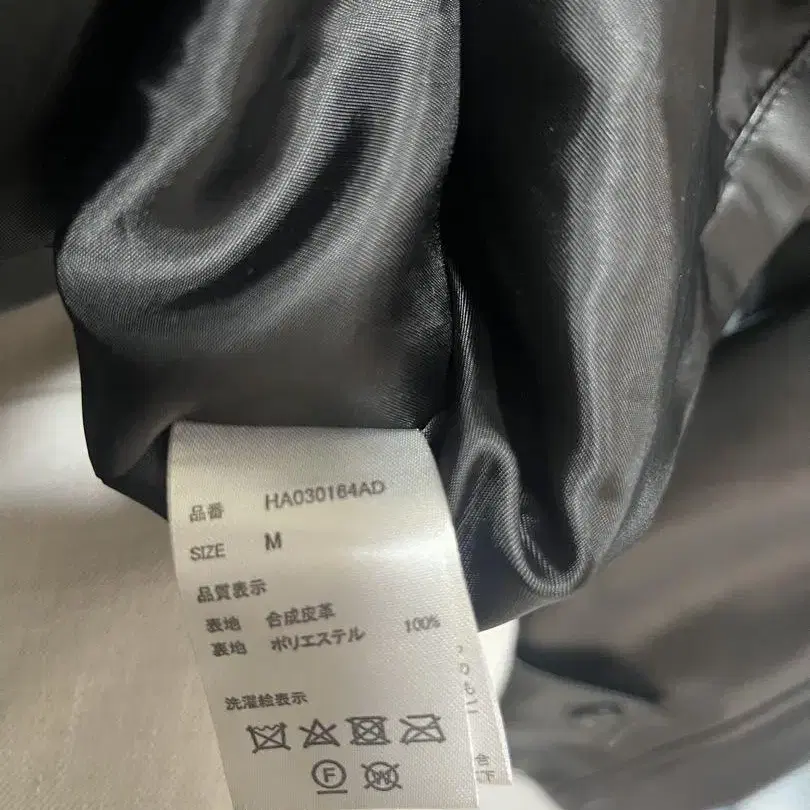 品番 HA030164AD
SIZE M
品質表示
表地 合成皮革
裏地 ポリエステル 100%
洗濯絵表示
F W